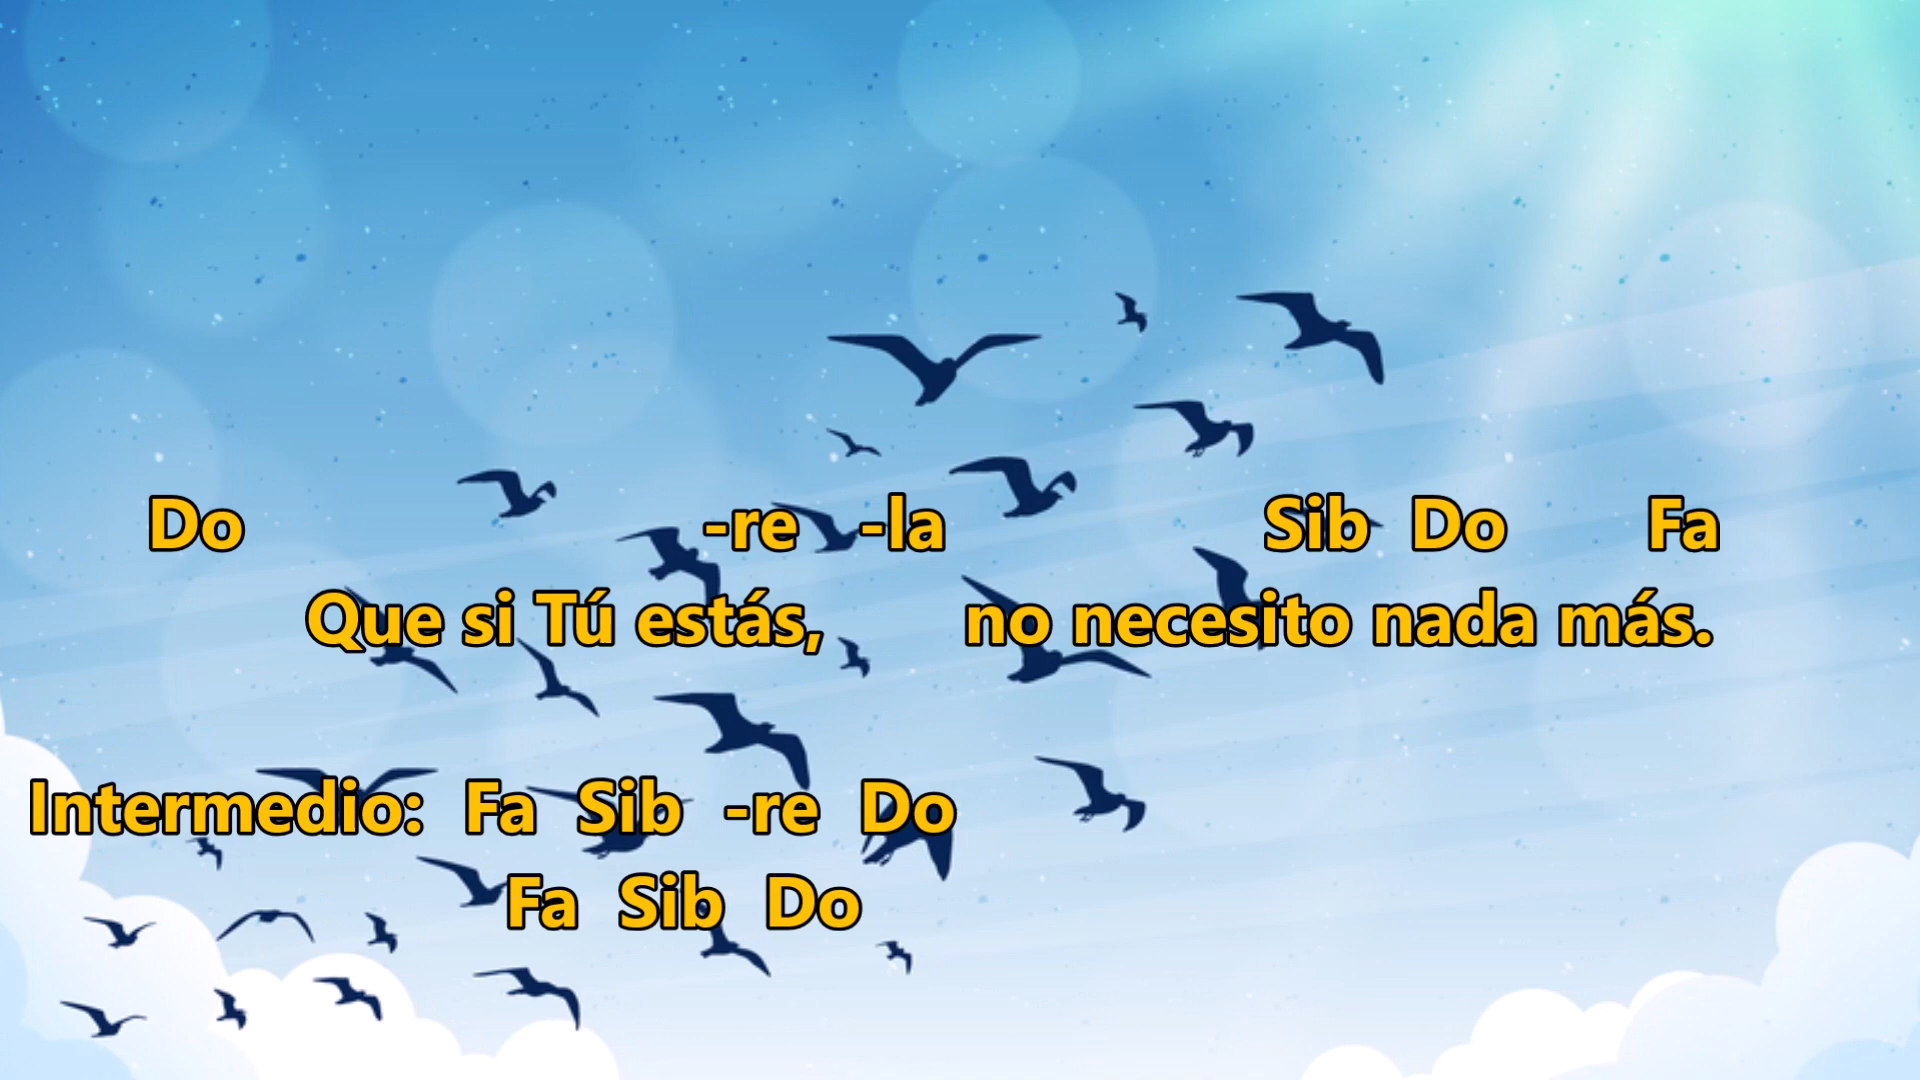 Do -re -la Sib Do Fa
Que si Tú estás, no necesito nada más.
Intermedio: Fa Sib -re Do
Fa Sib Do